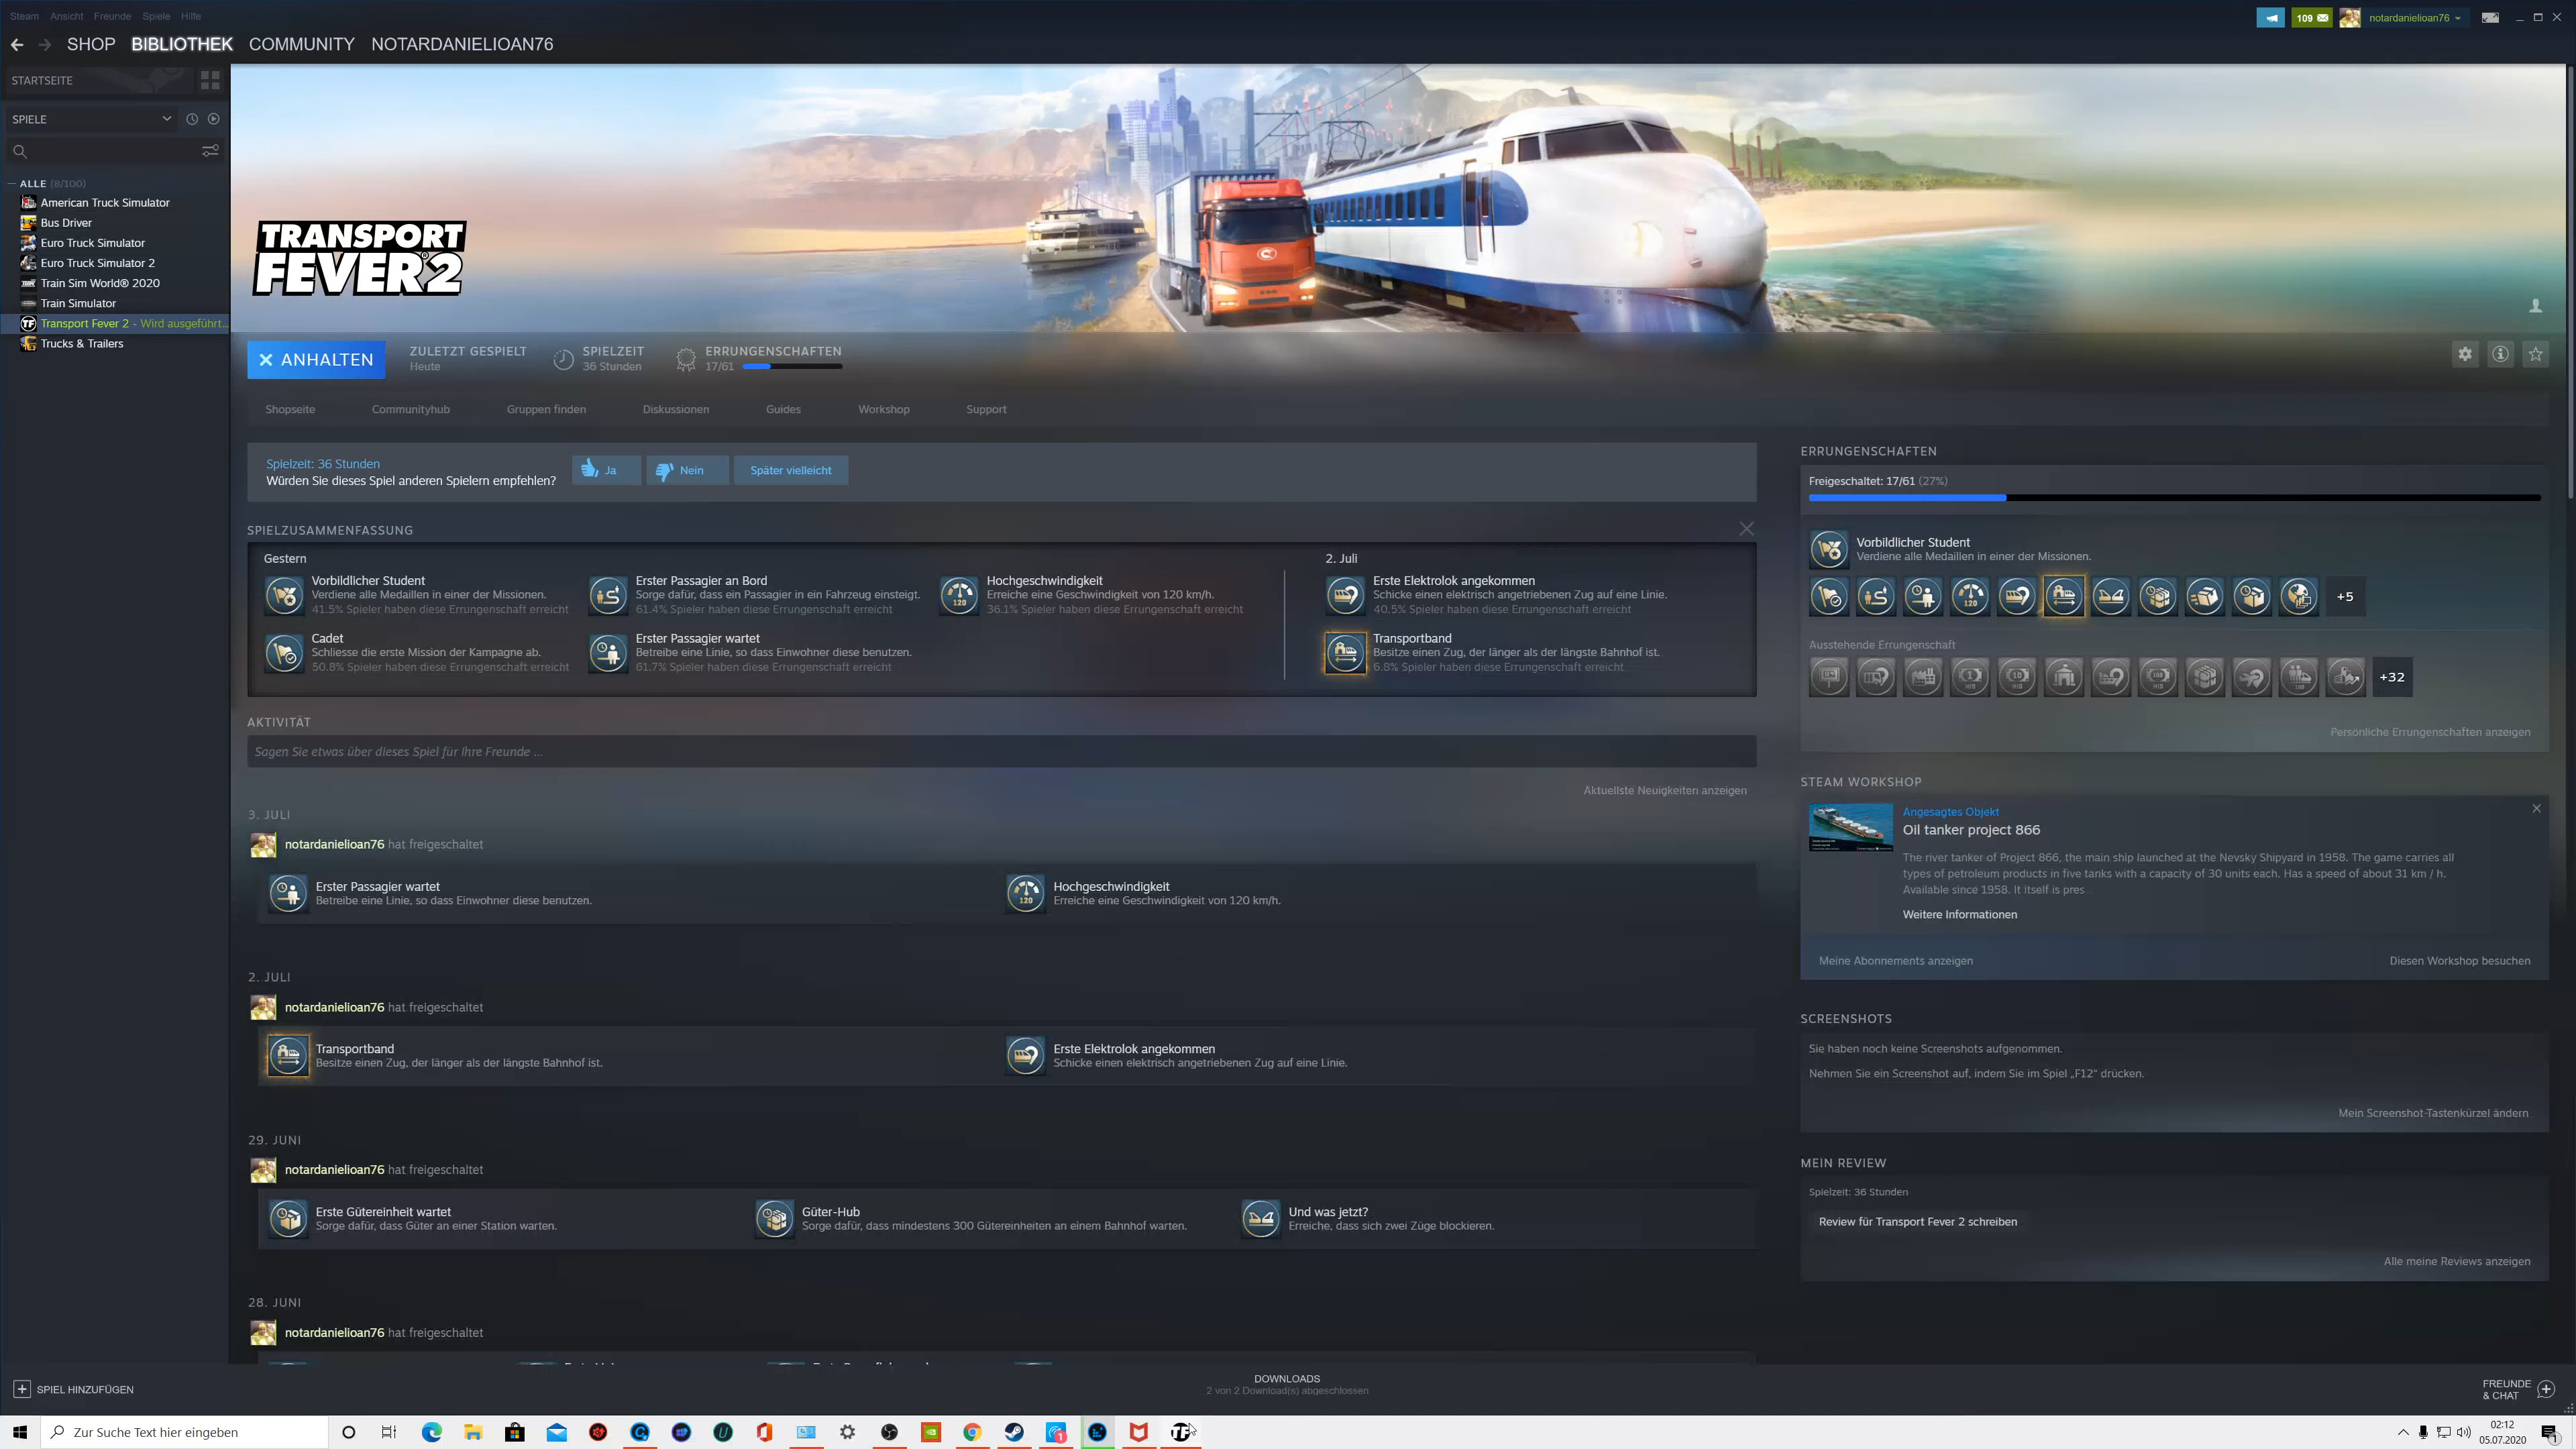 Steam Ansicht Freunde Spiele Hilfe
109 notardanielioan76
SHOP BIBLIOTHEK COMMUNITY NOTARDANIELIOAN76
STARTSEITE
SPIELE
ALLE (8/100)
American Truck Simulator
Bus Driver
Euro Truck Simulator
Euro Truck Simulator 2
Train Sim World® 2020
Train Simulator
Transport Fever 2 - Wird ausgeführt...
Trucks & Trailers
TRANSPORT
FEVER 2
ANHALTEN
ZULETZT GESPIELT
Heute
SPIELZEIT
36 Stunden
ERRUNGENSCHAFTEN
17/61
Shopseite Communityhub Gruppen finden Diskussionen Guides Workshop Support
Spielzeit: 36 Stunden
Würden Sie dieses Spiel anderen Spielern empfehlen?
Ja Nein Später vielleicht
SPIELZUSAMMENFASSUNG
Gestern
Vorbildlicher Student
Verdiene alle Medaillen in einer der Missionen.
41.5% Spieler haben diese Errungenschaft erreicht
Erster Passagier an Bord
Sorge dafür, dass ein Passagier in ein Fahrzeug einsteigt.
61.4% Spieler haben diese Errungenschaft erreicht
Hochgeschwindigkeit
Erreiche eine Geschwindigkeit von 120 km/h.
36.1% Spieler haben diese Errungenschaft erreicht
Cadet
Schliesse die erste Mission der Kampagne ab.
50.8% Spieler haben diese Errungenschaft erreicht
Erster Passagier wartet
Betreibe eine Linie, so dass Einwohner diese benutzen.
61.7% Spieler haben diese Errungenschaft erreicht
2. Juli
Erste Elektrolok angekommen
Schicke einen elektrisch angetriebenen Zug auf eine Linie.
40.5% Spieler haben diese Errungenschaft erreicht
Transportband
Besitze einen Zug, der länger als der längste Bahnhof ist.
6.8% Spieler haben diese Errungenschaft erreicht
AKTIVITÄT
Sagen Sie etwas über dieses Spiel für Ihre Freunde ...
Aktuellste Neuigkeiten anzeigen
3. JULI
notardanielioan76 hat freigeschaltet
Erster Passagier wartet
Betreibe eine Linie, so dass Einwohner diese benutzen.
Hochgeschwindigkeit
Erreiche eine Geschwindigkeit von 120 km/h.
2. JULI
notardanielioan76 hat freigeschaltet
Transportband
Besitze einen Zug, der länger als der längste Bahnhof ist.
Erste Elektrolok angekommen
Schicke einen elektrisch angetriebenen Zug auf eine Linie.
29. JUNI
notardanielioan76 hat freigeschaltet
Erste Gütereinheit wartet
Sorge dafür, dass Güter an einer Station warten.
Güter-Hub
Sorge dafür, dass mindestens 300 Gütereinheiten an einem Bahnhof warten.
Und was jetzt?
Erreiche, dass sich zwei Züge blockieren.
28. JUNI
notardanielioan76 hat freigeschaltet
ERRUNGENSCHAFTEN
Freigeschaltet: 17/61 (27%)
Vorbildlicher Student
Verdiene alle Medaillen in einer der Missionen.
+5
Ausstehende Errungenschaft
+32
Persönliche Errungenschaften anzeigen
STEAM WORKSHOP
Angesagtes Objekt
Oil tanker project 866
The river tanker of Project 866, the main ship launched at the Nevsky Shipyard in 1958. The game carries all
types of petroleum products in five tanks with a capacity of 30 units each. Has a speed of about 31 km / h.
Available since 1958. It itself is pres
Weitere Informationen
Meine Abonnements anzeigen Diesen Workshop besuchen
SCREENSHOTS
Sie haben noch keine Screenshots aufgenommen.
Nehmen Sie ein Screenshot auf, indem Sie im Spiel „F12“ drücken.
Mein Screenshot-Tastenkürzel ändern
MEIN REVIEW
Spielzeit: 36 Stunden
Review für Transport Fever 2 schreiben
Alle meine Reviews anzeigen
SPIEL HINZUFÜGEN
DOWNLOADS
2 von 2 Download(s) abgeschlossen
FREUNDE
& CHAT
Zur Suche Text hier eingeben
02:12
05.07.2020